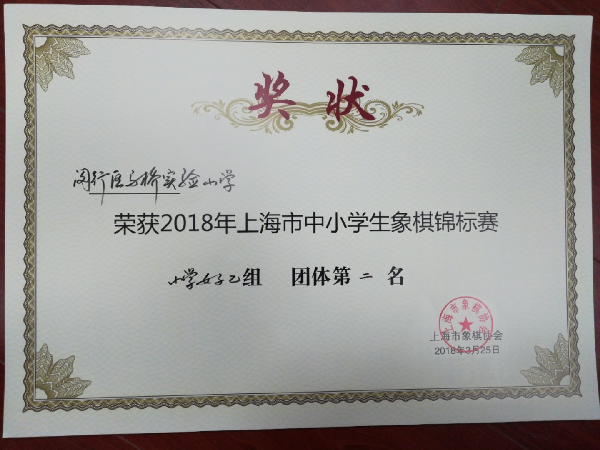 奖状
闵行区马桥实验小学
荣获2018年上海市中小学生象棋锦标赛
小学女子乙组 团体第二名
上海市象棋协会
上海市象棋协会
2018年3月25日